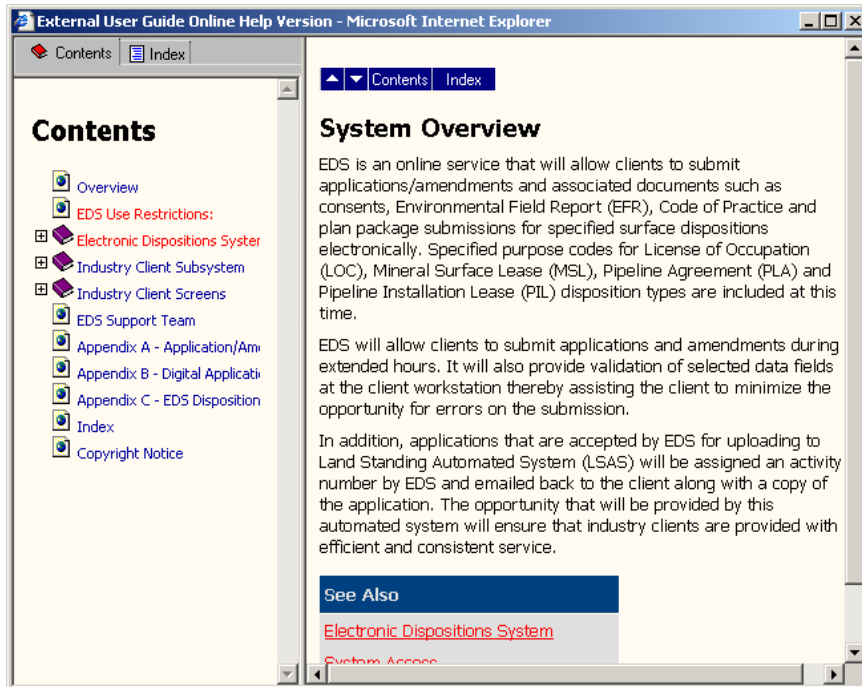 External User Guide Online Help Version - Microsoft Internet Explorer
Contents Index
Contents
Overview
EDS Use Restrictions:
Electronic Dispositions Syster
Industry Client Subsystem
Industry Client Screens
EDS Support Team
Appendix A - Application/Am
Appendix B - Digital Applicati
Appendix C - EDS Disposition
Index
Copyright Notice
Contents Index
System Overview
EDS is an online service that will allow clients to submit
applications/amendments and associated documents such as
consents, Environmental Field Report (EFR), Code of Practice and
plan package submissions for specified surface dispositions
electronically. Specified purpose codes for License of Occupation
(LOC), Mineral Surface Lease (MSL), Pipeline Agreement (PLA) and
Pipeline Installation Lease (PIL) disposition types are included at this
time.
EDS will allow clients to submit applications and amendments during
extended hours. It will also provide validation of selected data fields
at the client workstation thereby assisting the client to minimize the
opportunity for errors on the submission.
In addition, applications that are accepted by EDS for uploading to
Land Standing Automated System (LSAS) will be assigned an activity
number by EDS and emailed back to the client along with a copy of
the application. The opportunity that will be provided by this
automated system will ensure that industry clients are provided with
efficient and consistent service.
See Also
Electronic Dispositions System
System Access